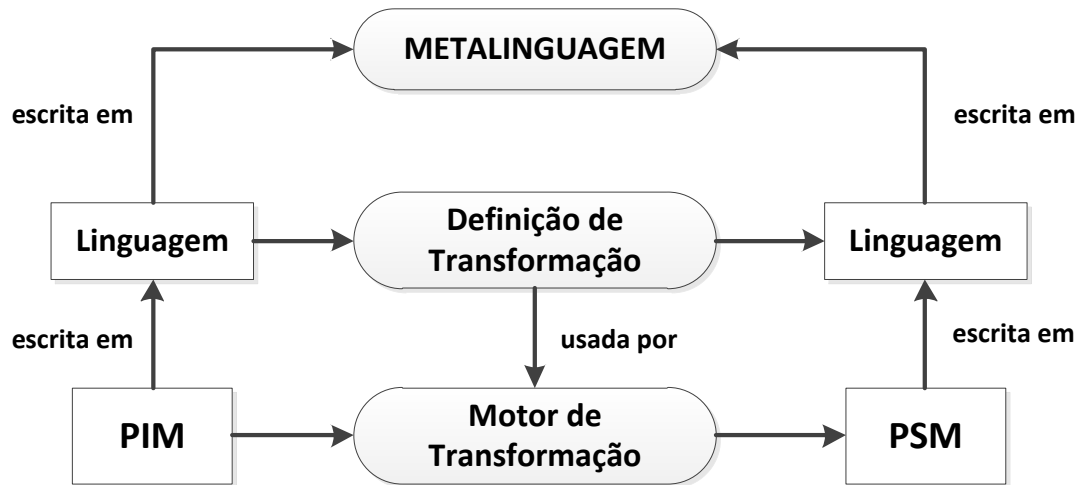 METALINGUAGEM
escrita em
escrita em
Linguagem
Definição de
Transformação
Linguagem
escrita em
usada por
escrita em
PIM
Motor de
Transformação
PSM